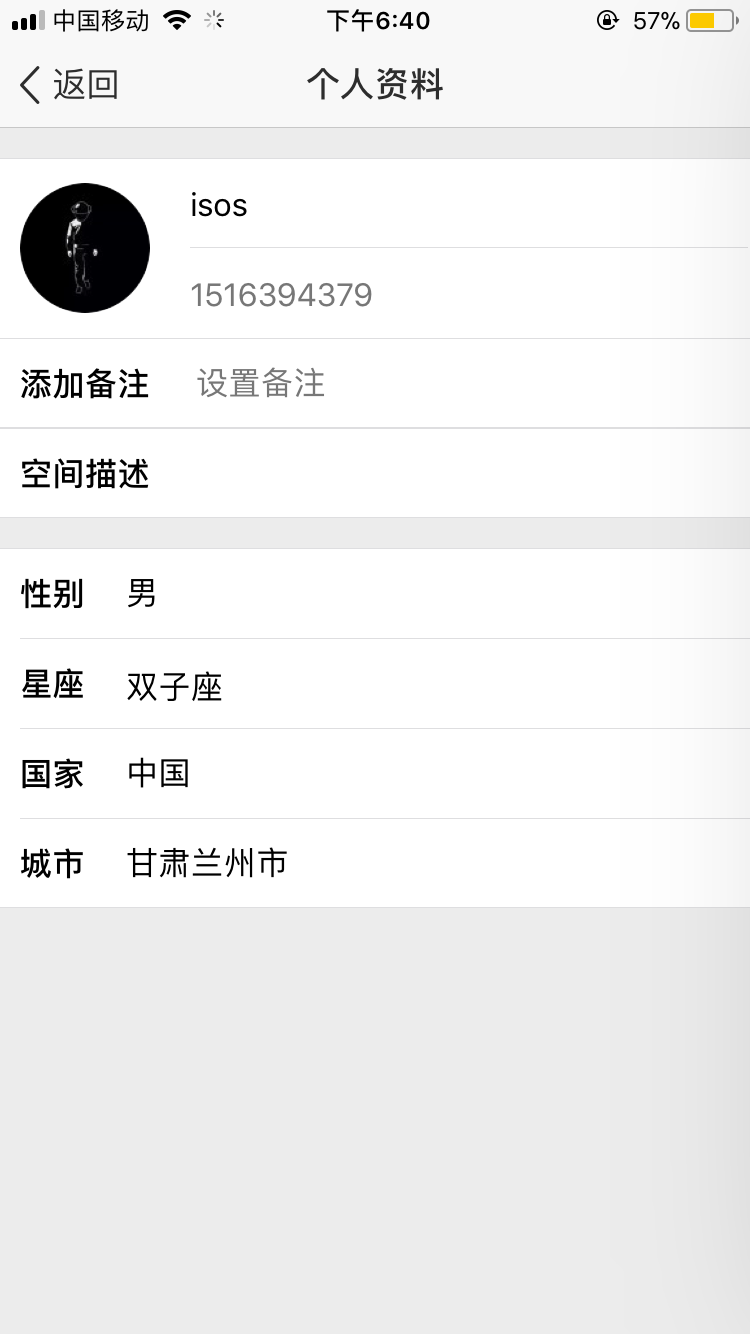 中国移动 下午6:40 57%
返回 个人资料
isos
1516394379
添加备注 设置备注
空间描述
性别 男
星座 双子座
国家 中国
城市 甘肃兰州市